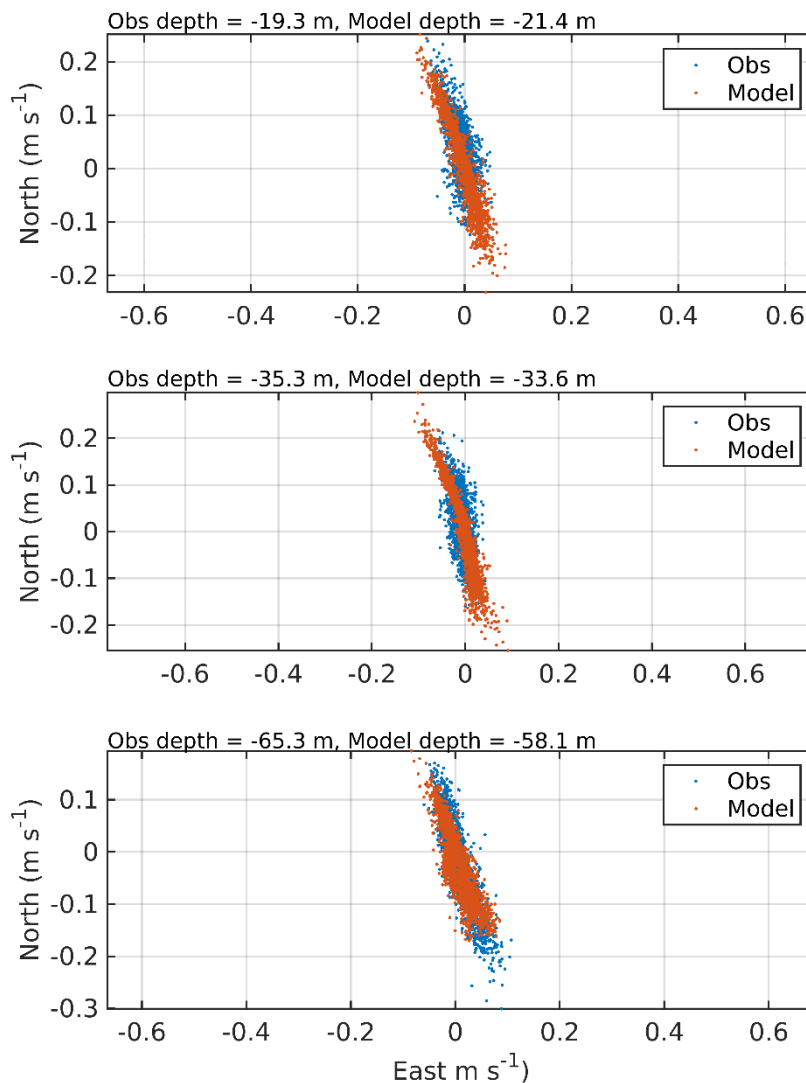 Obs depth = -19.3 m, Model depth = -21.4 m
0.2
0.1
0
-0.1
-0.2
North (m s⁻¹)
Obs
Model
-0.6 -0.4 -0.2 0 0.2 0.4 0.6
Obs depth = -35.3 m, Model depth = -33.6 m
0.2
0.1
0
-0.1
-0.2
North (m s⁻¹)
Obs
Model
-0.6 -0.4 -0.2 0 0.2 0.4 0.6
Obs depth = -65.3 m, Model depth = -58.1 m
0.1
0
-0.1
-0.2
-0.3
North (m s⁻¹)
Obs
Model
-0.6 -0.4 -0.2 0 0.2 0.4 0.6
East m s⁻¹)